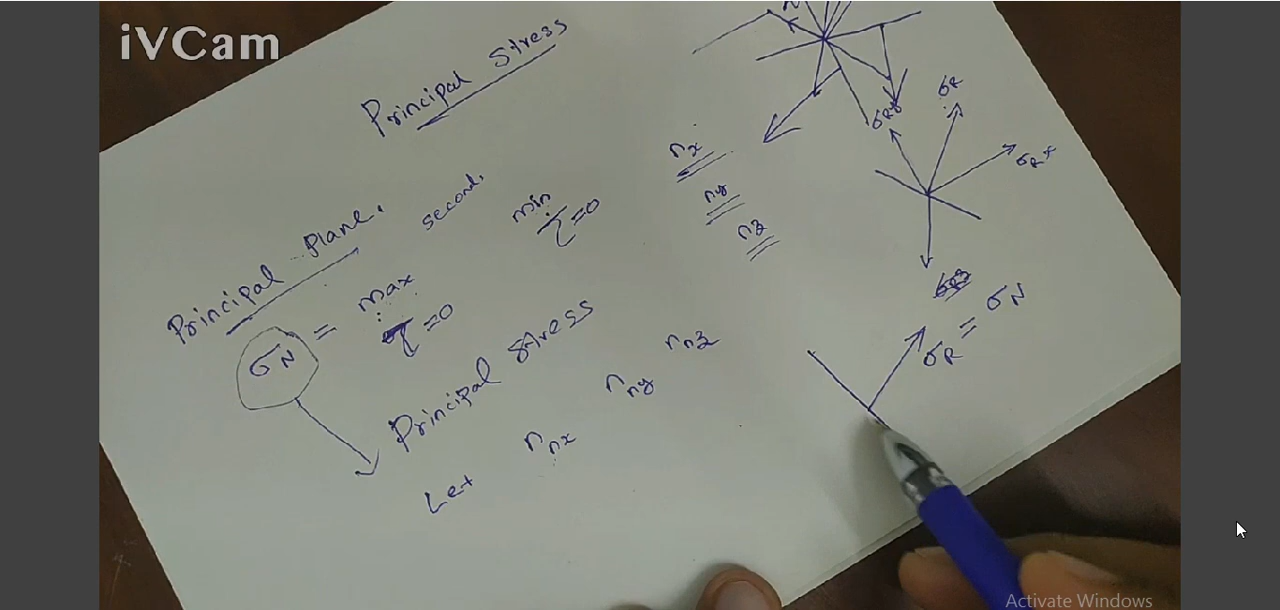 iVCam
Principal Stress
Principal Plane.
second.
σN = max min
τ=0 τ=0
Principal Stress
Let nnx nny nnz
nx
ny
nz
σR
σRx
σRy
σR = σN
Activate Windows